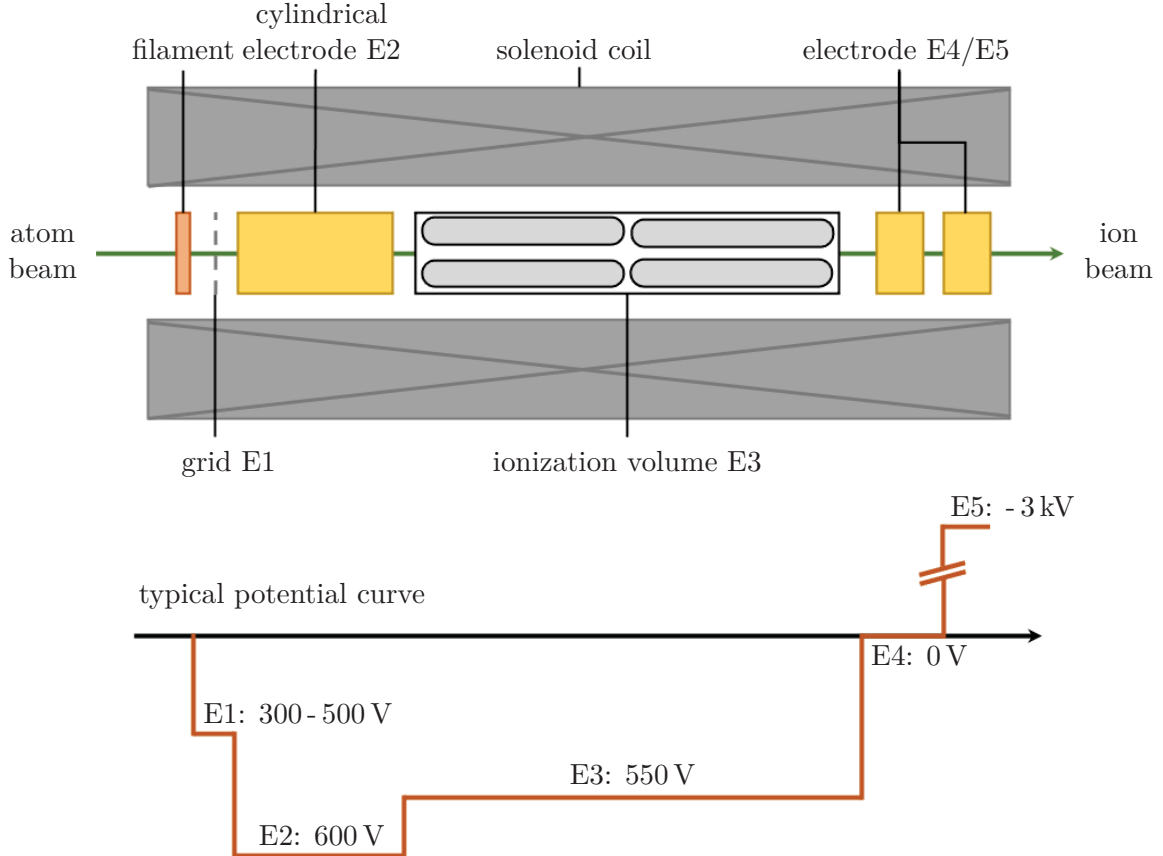 cylindrical
filament electrode E2
solenoid coil
electrode E4/E5
atom
beam
ion
beam
grid E1
ionization volume E3
E5: - 3 kV
typical potential curve
E4: 0 V
E1: 300 - 500 V
E3: 550 V
E2: 600 V